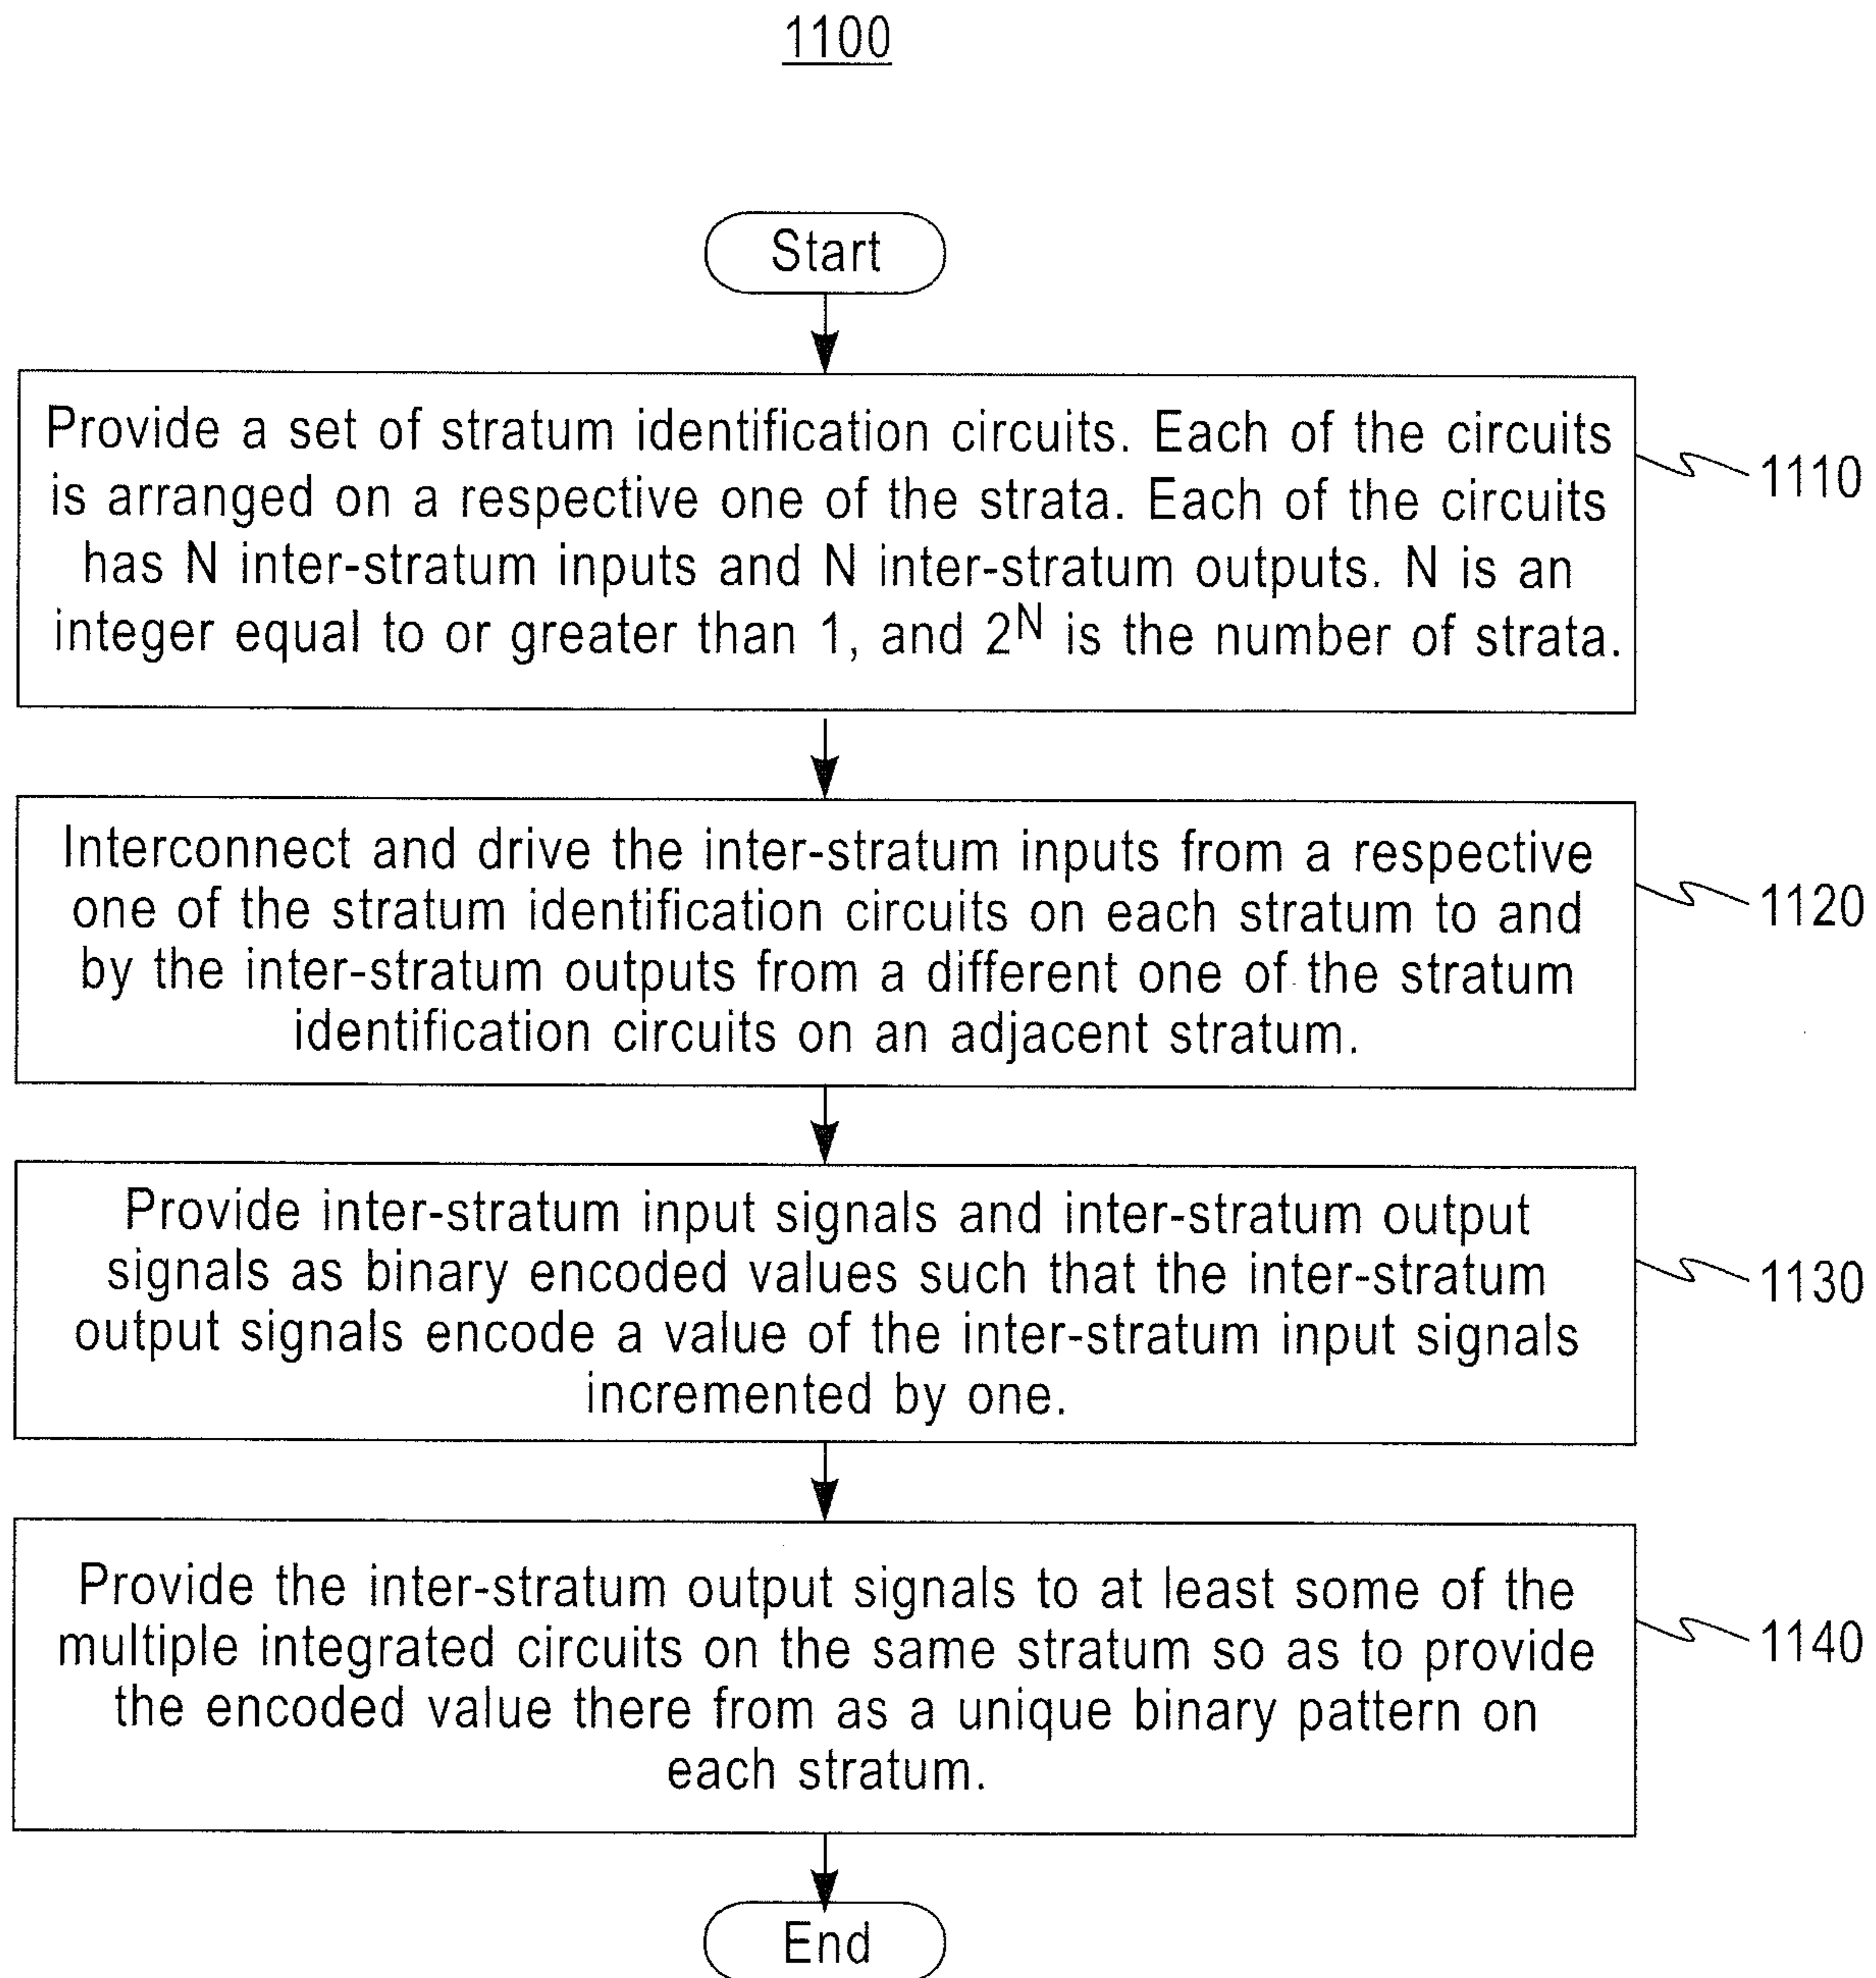 1100
Start
Provide a set of stratum identification circuits. Each of the circuits
is arranged on a respective one of the strata. Each of the circuits
has N inter-stratum inputs and N inter-stratum outputs. N is an
integer equal to or greater than 1, and 2^N is the number of strata.
1110
Interconnect and drive the inter-stratum inputs from a respective
one of the stratum identification circuits on each stratum to and
by the inter-stratum outputs from a different one of the stratum
identification circuits on an adjacent stratum.
1120
Provide inter-stratum input signals and inter-stratum output
signals as binary encoded values such that the inter-stratum
output signals encode a value of the inter-stratum input signals
incremented by one.
1130
Provide the inter-stratum output signals to at least some of the
multiple integrated circuits on the same stratum so as to provide
the encoded value there from as a unique binary pattern on
each stratum.
1140
End